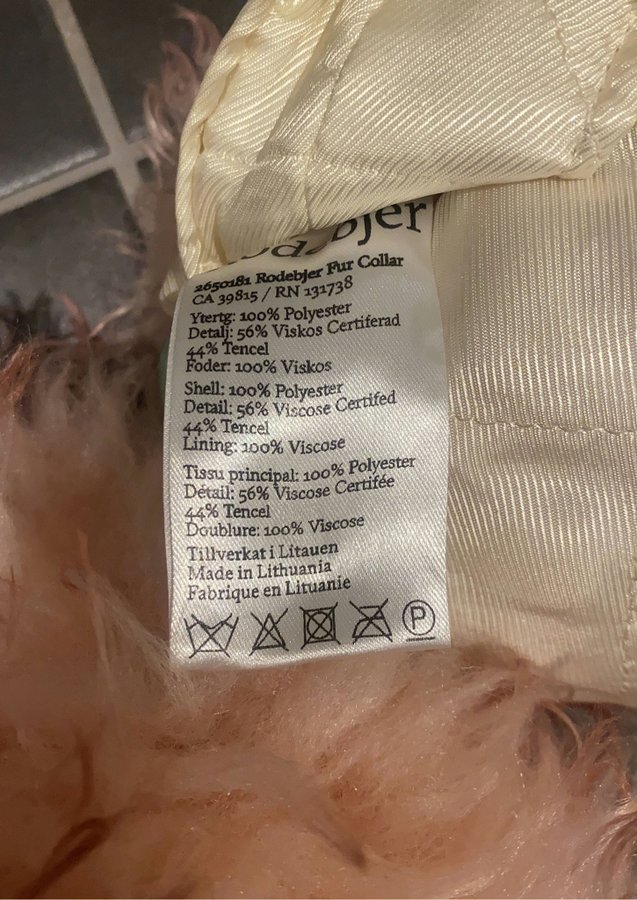 Rodebjer
2650181 Rodebjer Fur Collar
CA 39815 / RN 131738
Ytertg: 100% Polyester
Detalj: 56% Viskos Certiferad
44% Tencel
Foder: 100% Viskos
Shell: 100% Polyester
Detail: 56% Viscose Certifed
44% Tencel
Lining: 100% Viscose
Tissu principal: 100% Polyester
Détail: 56% Viscose Certifée
44% Tencel
Doublure: 100% Viscose
Tillverkat i Litauen
Made in Lithuania
Fabrique en Lituanie
P